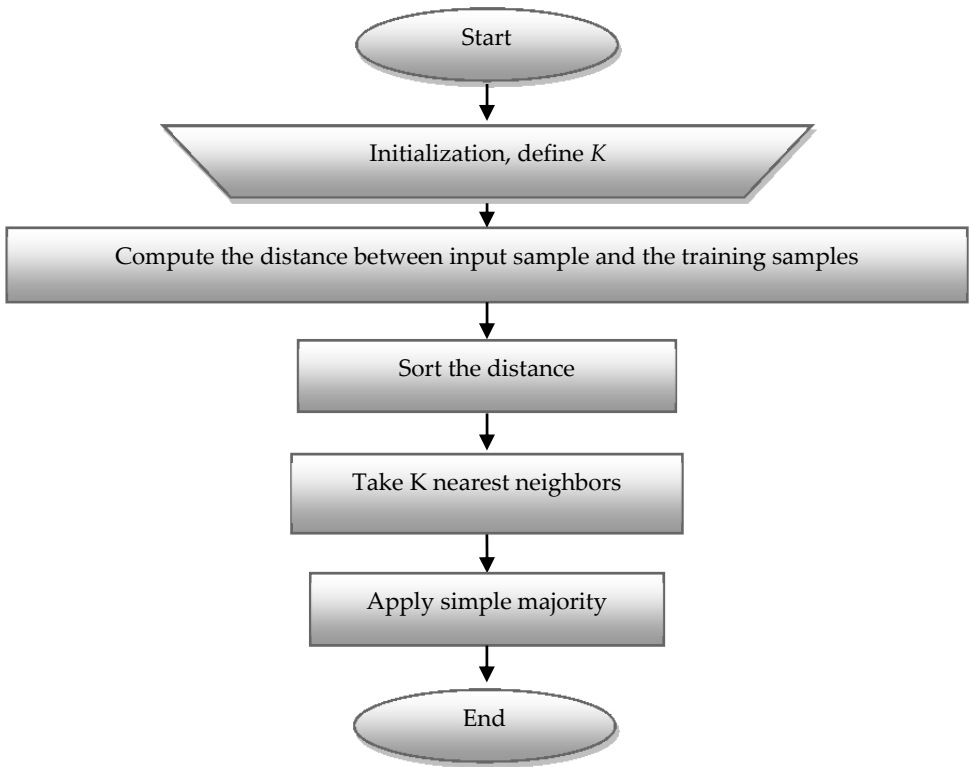 Start
Initialization, define K
Compute the distance between input sample and the training samples
Sort the distance
Take K nearest neighbors
Apply simple majority
End